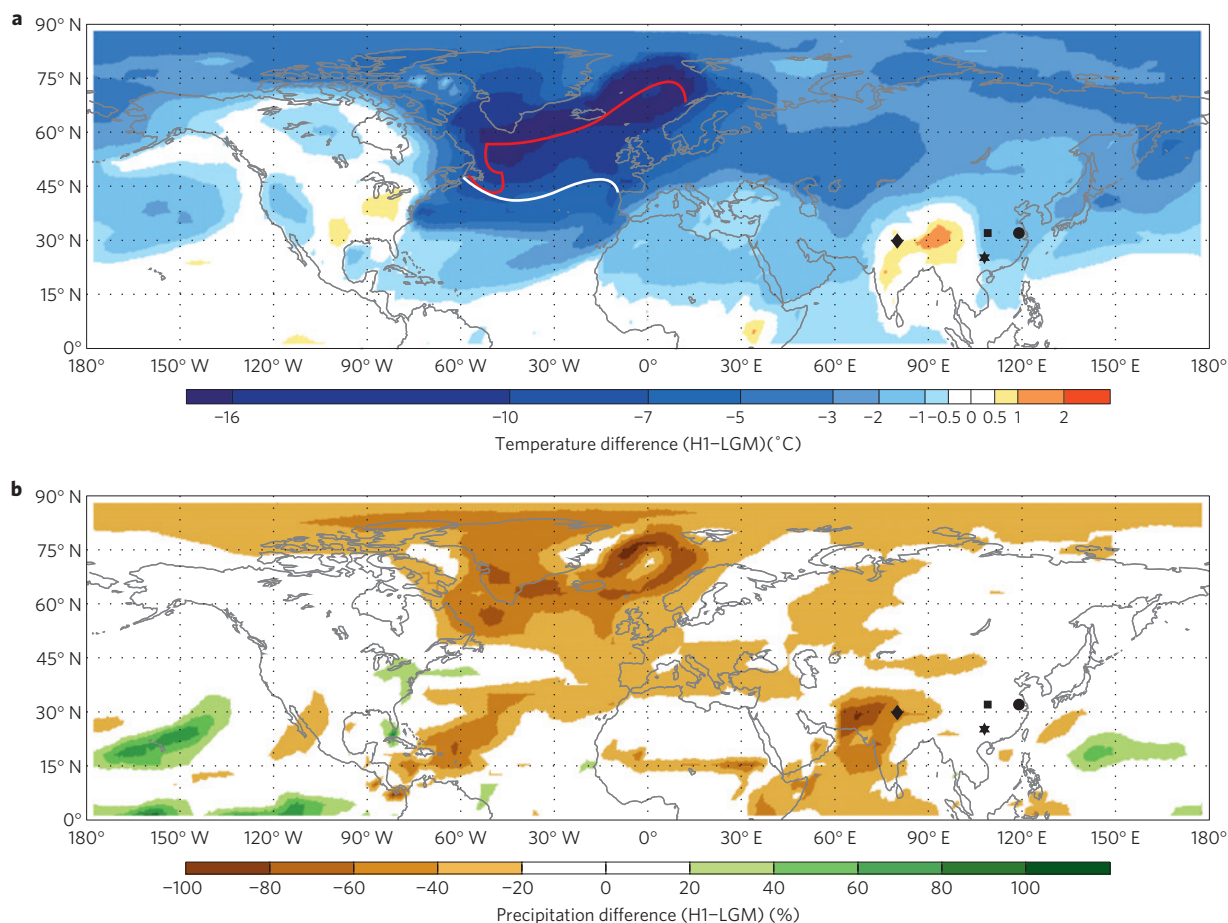 a
90° N
75° N
60° N
45° N
30° N
15° N
0°
180° 150° W 120° W 90° W 60° W 30° W 0° 30° E 60° E 90° E 120° E 150° E 180°
−16 −10 −7 −5 −3 −2 −1 −0.5 0 0.5 1 2
Temperature difference (H1−LGM)(°C)
b
90° N
75° N
60° N
45° N
30° N
15° N
0°
180° 150° W 120° W 90° W 60° W 30° W 0° 30° E 60° E 90° E 120° E 150° E 180°
−100 −80 −60 −40 −20 0 20 40 60 80 100
Precipitation difference (H1−LGM) (%)